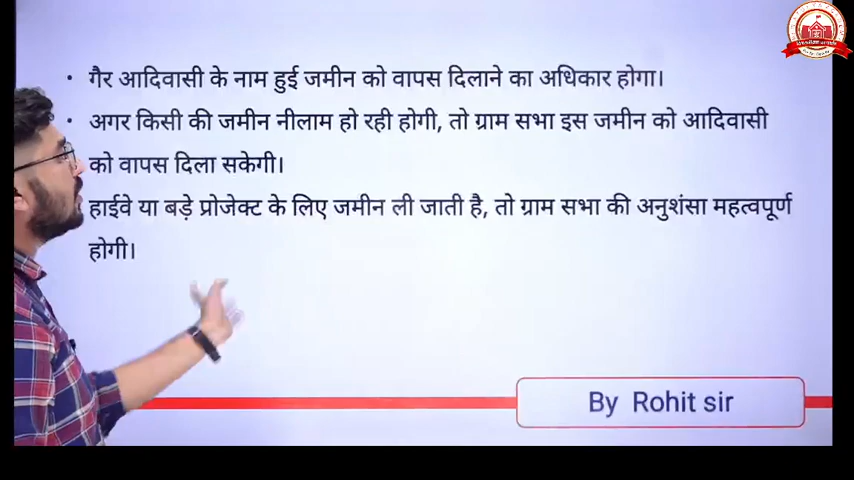 • गैर आदिवासी के नाम हुई जमीन को वापस दिलाने का अधिकार होगा।
• अगर किसी की जमीन नीलाम हो रही होगी, तो ग्राम सभा इस जमीन को आदिवासी
को वापस दिला सकेगी।
हाईवे या बड़े प्रोजेक्ट के लिए जमीन ली जाती है, तो ग्राम सभा की अनुशंसा महत्वपूर्ण
होगी।
By Rohit sir